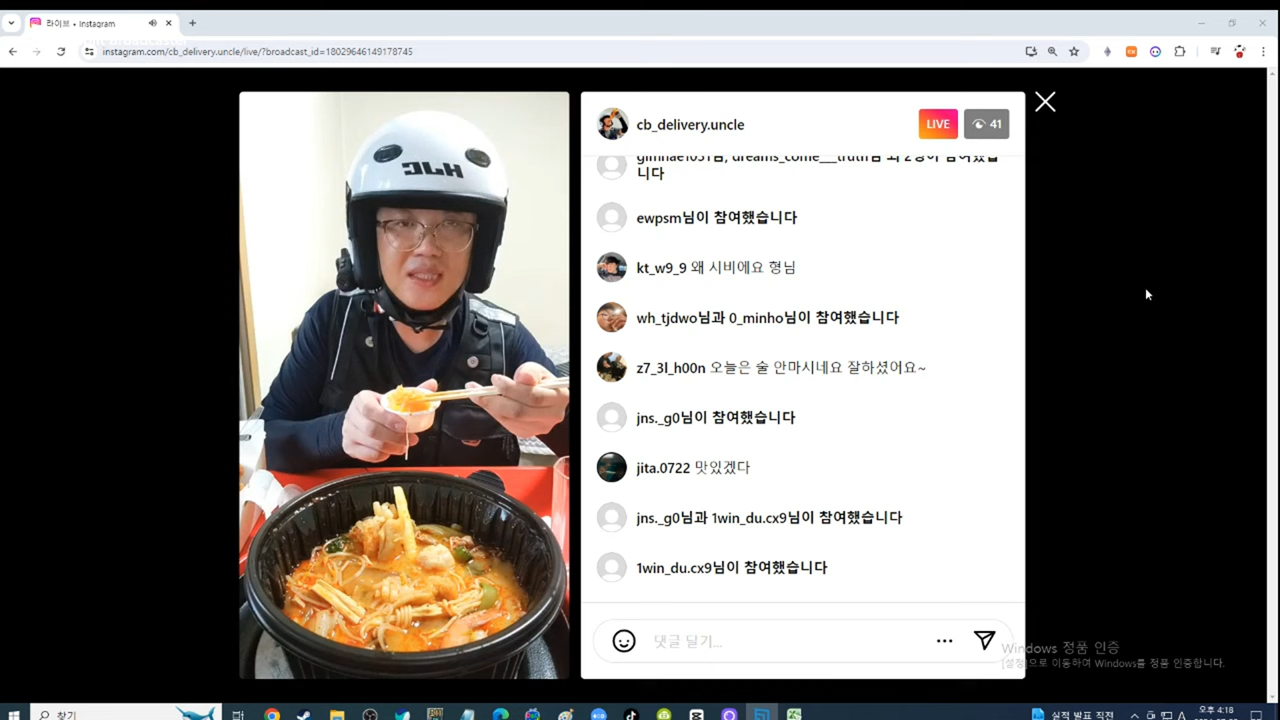 라이브 • Instagram
instagram.com/cb_delivery.uncle/live/?broadcast_id=18029646149178745
cb_delivery.uncle
LIVE
41
니다
ewpsm님이 참여했습니다
kt_w9_9 왜 시비에요 형님
wh_tjdwo님과 0_minho님이 참여했습니다
z7_3l_h00n 오늘은 술 안마시네요 잘하셨어요~
jns._g0님이 참여했습니다
jita.0722 맛있겠다
jns._g0님과 1win_du.cx9님이 참여했습니다
1win_du.cx9님이 참여했습니다
댓글 달기...
Windows 정품 인증
[설정]으로 이동하여 Windows를 정품 인증합니다.
찾기
실적 발표 직전
A
오후 4:18